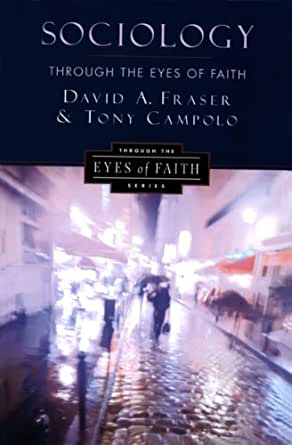 SOCIOLOGY
THROUGH THE EYES OF FAITH
DAVID A. FRASER
& TONY CAMPOLO
THROUGH THE
EYES of FAITH
SERIES